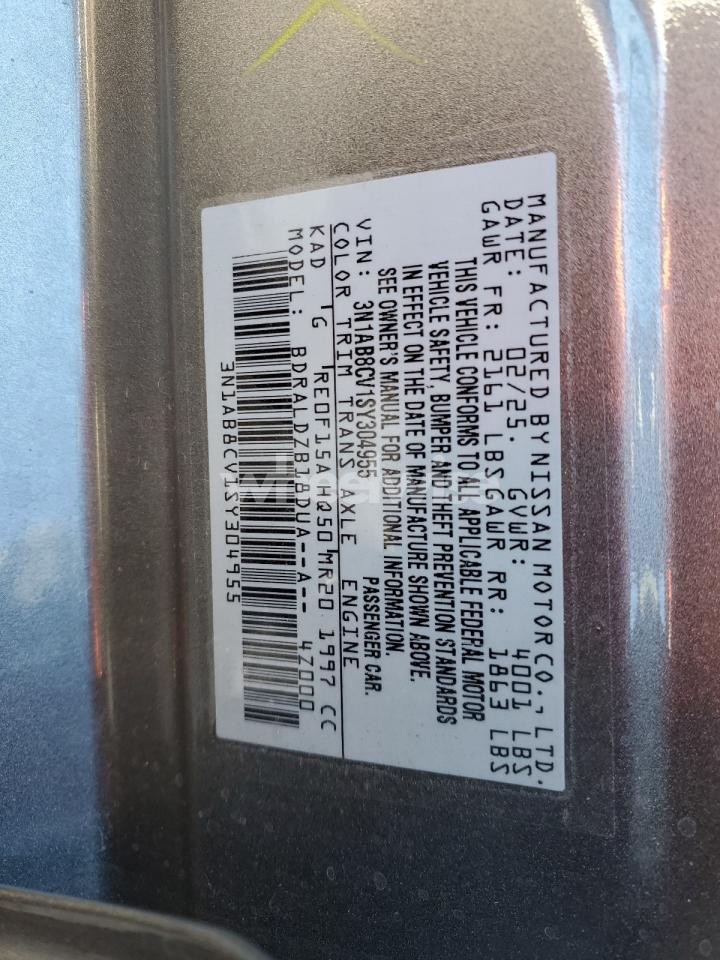 MANUFACTURED BY NISSAN MOTOR CO., LTD.
DATE: 02/25. GVWR: 4001 LBS
GAWR FR: 2161 LBS GAWR RR: 1863 LBS
THIS VEHICLE CONFORMS TO ALL APPLICABLE FEDERAL MOTOR
VEHICLE SAFETY, BUMPER AND THEFT PREVENTION STANDARDS
IN EFFECT ON THE DATE OF MANUFACTURE SHOWN ABOVE.
SEE OWNER'S MANUAL FOR ADDITIONAL INFORMATION.
VIN: 3N1AB8CV1SY304955 PASSENGER CAR.
COLOR TRIM TRANS AXLE ENGINE
KAD G RE0F15A HQ50 MR20 1997 CC
MODEL: BDRALDZB18DUA--A-- 4Z000
3N1AB8CV1SY304955